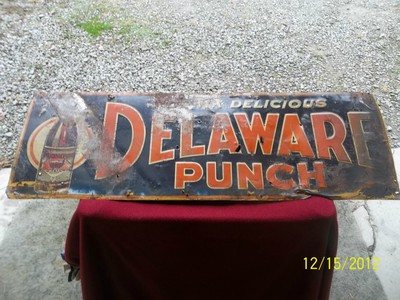 DELICIOUS
DELAWARE
PUNCH
12/15/2012